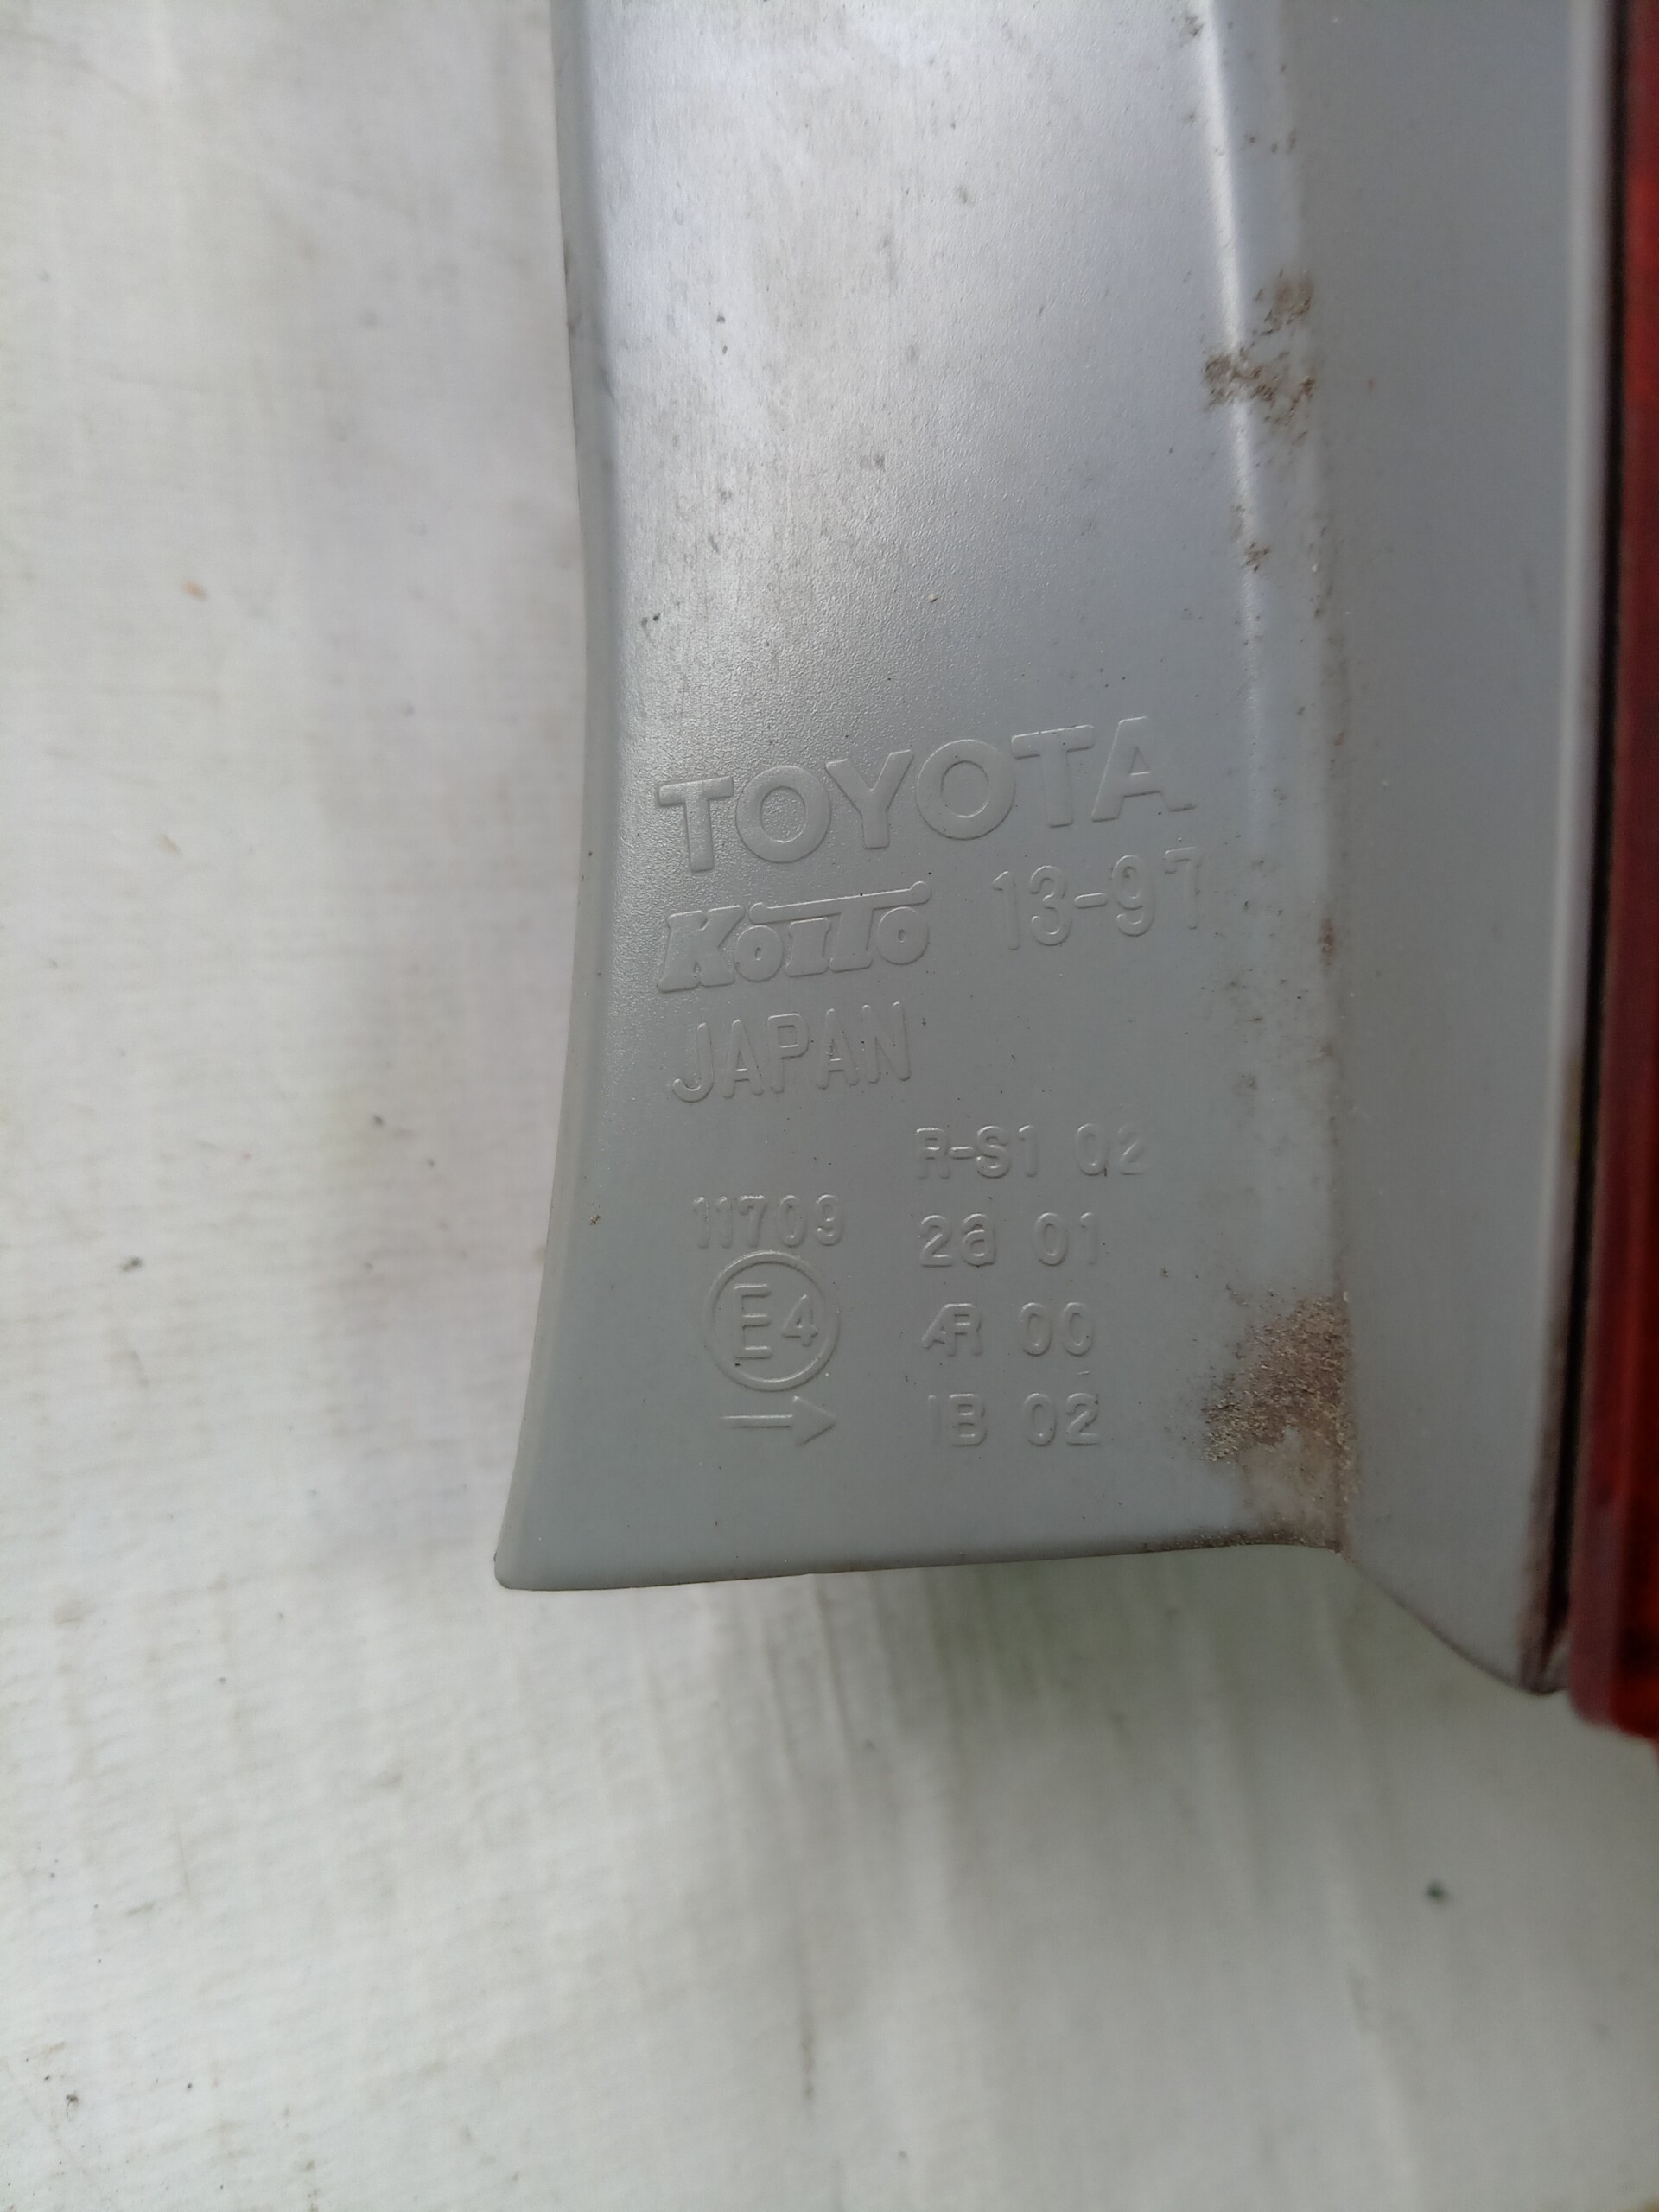 TOYOTA
KOITO 13-97
JAPAN
R-S1 02
11709 2a 01
E4 AR 00
→ IB 02